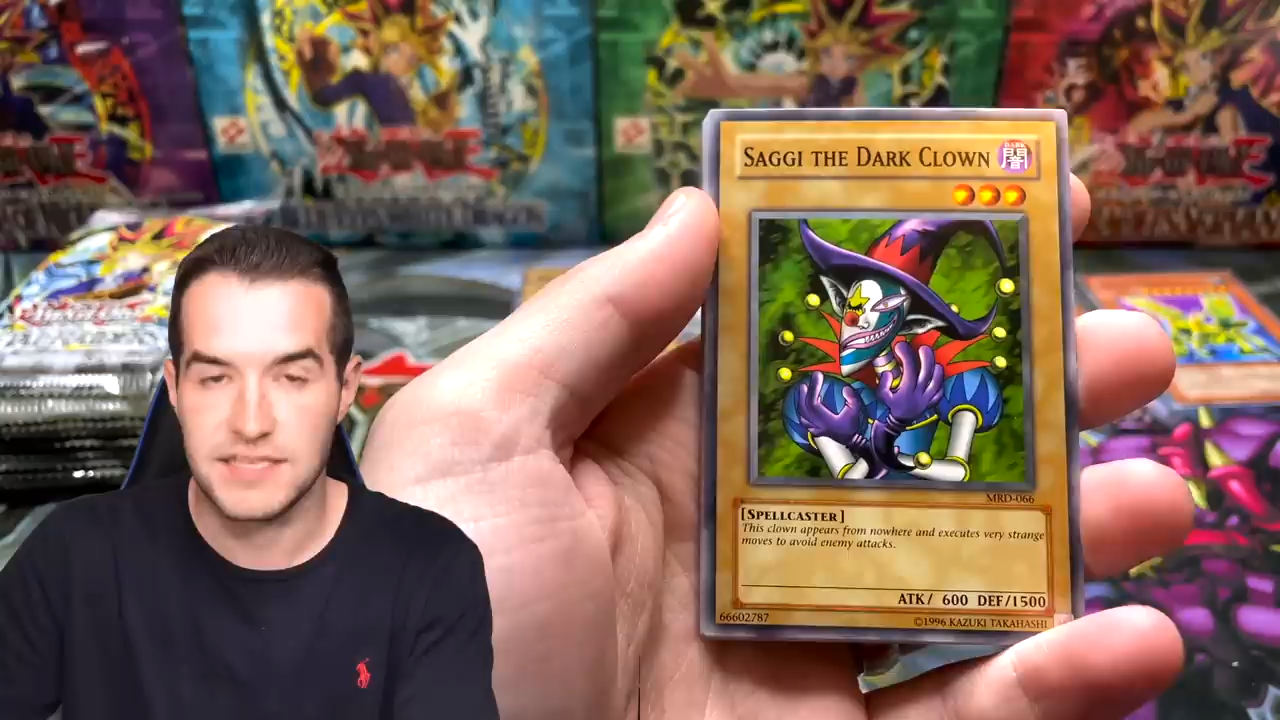 SAGGI THE DARK CLOWN
DARK
闇
MRD-066
[SPELLCASTER]
This clown appears from nowhere and executes very strange
moves to avoid enemy attacks.
ATK/ 600 DEF/1500
66602787
©1996 KAZUKI TAKAHASHI